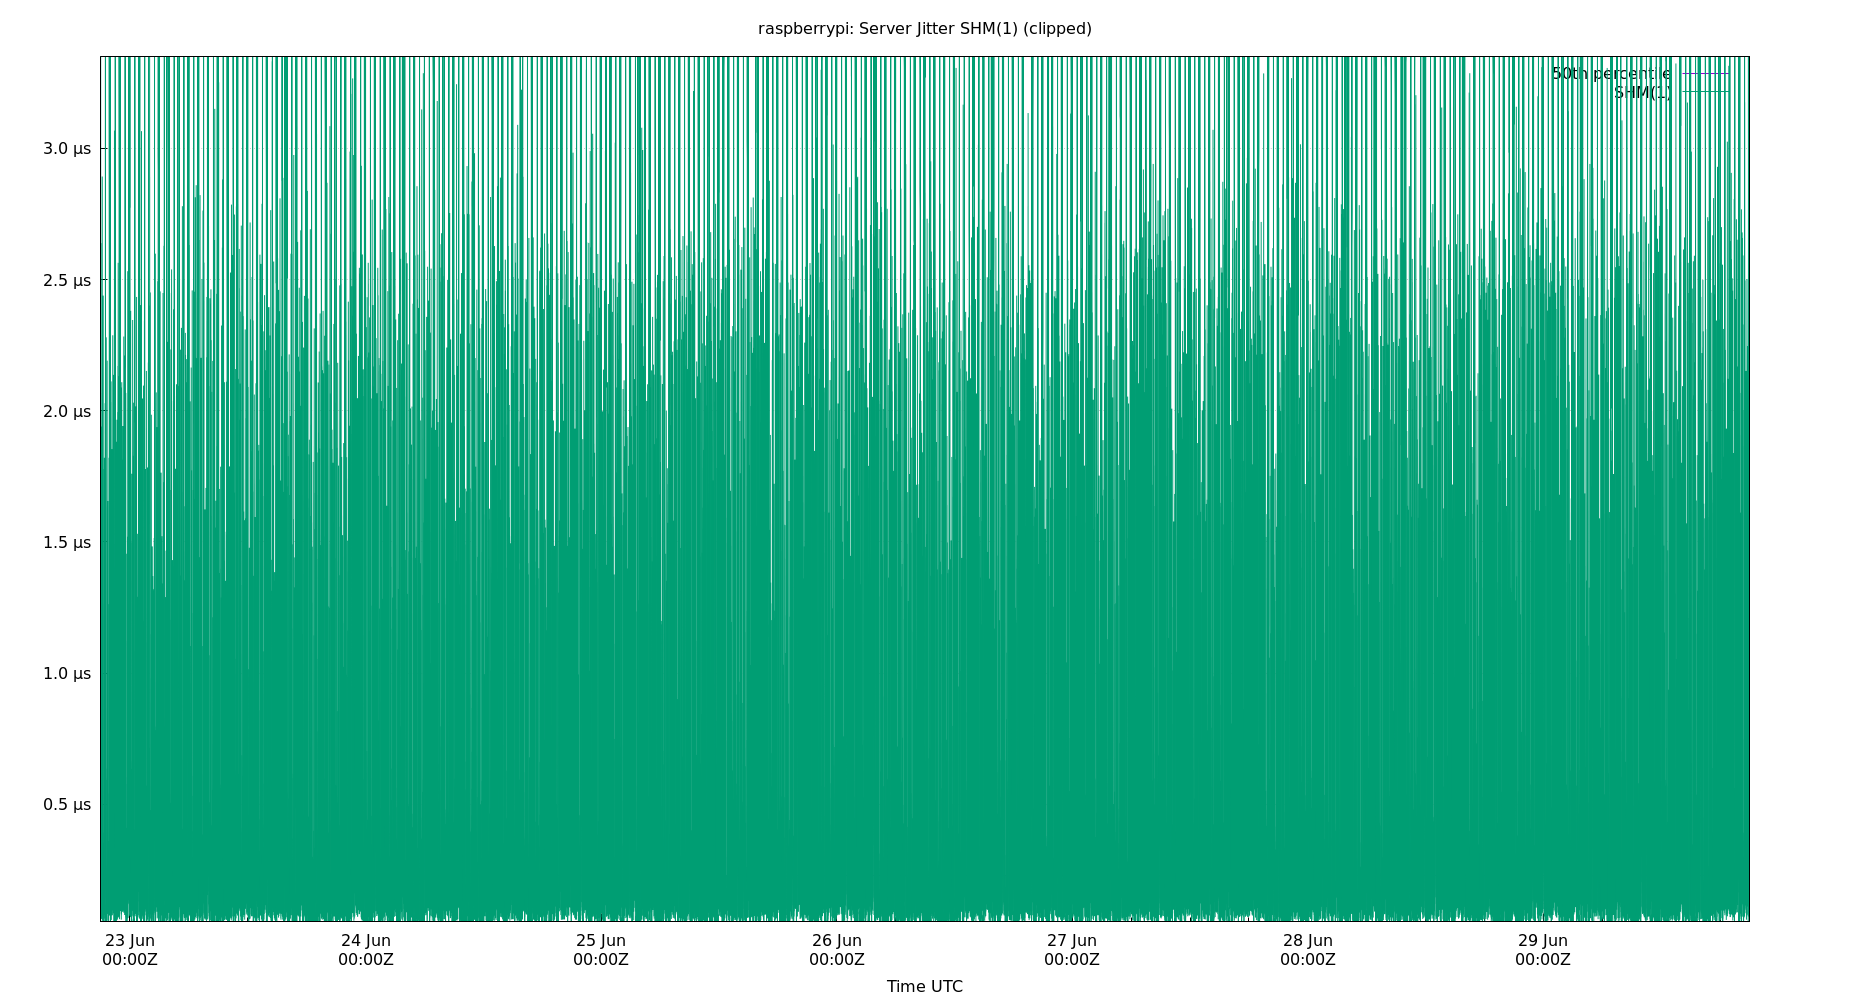 raspberrypi: Server Jitter SHM(1) (clipped)
50th percentile
SHM(1)
3.0 µs
2.5 µs
2.0 µs
1.5 µs
1.0 µs
0.5 µs
23 Jun 24 Jun 25 Jun 26 Jun 27 Jun 28 Jun 29 Jun
00:00Z 00:00Z 00:00Z 00:00Z 00:00Z 00:00Z 00:00Z
Time UTC